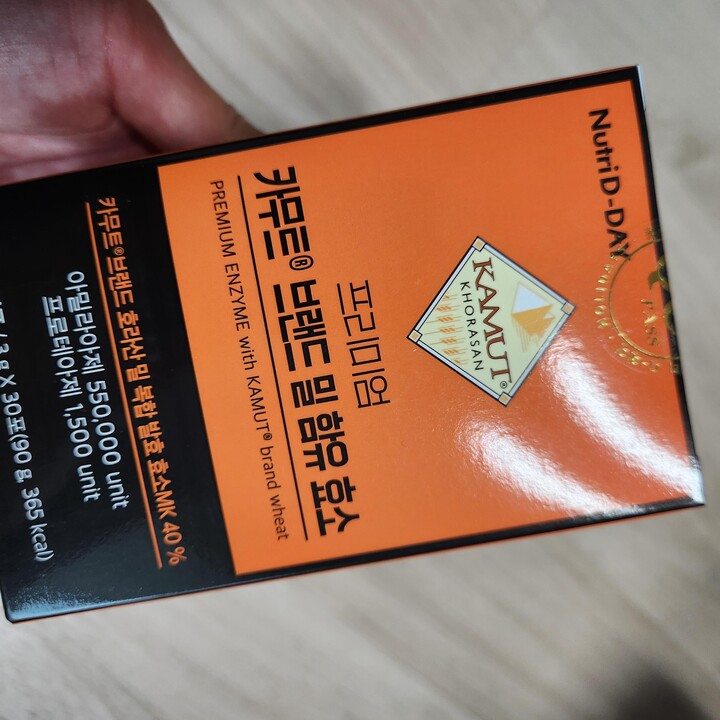 NutriD-DAY
PASS
KAMUT®
KHORASAN
프리미엄
카무트® 브랜드 밀 함유 효소
PREMIUM ENZYME with KAMUT® brand wheat
카무트®브랜드 호라산 밀 복합 발효 효소MK 40%
아밀라아제 550,000 unit
프로테아제 1,500 unit
3g X 30포(90 g, 365 kcal)